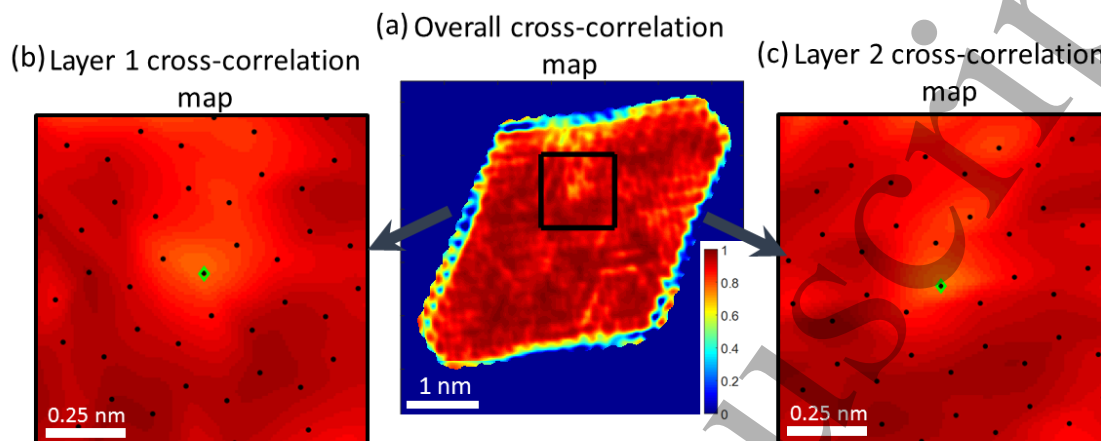 (a) Overall cross-correlation
map
(b) Layer 1 cross-correlation
map
(c) Layer 2 cross-correlation
map
1
0.8
0.6
0.4
0.2
0
0.25 nm
1 nm
0.25 nm